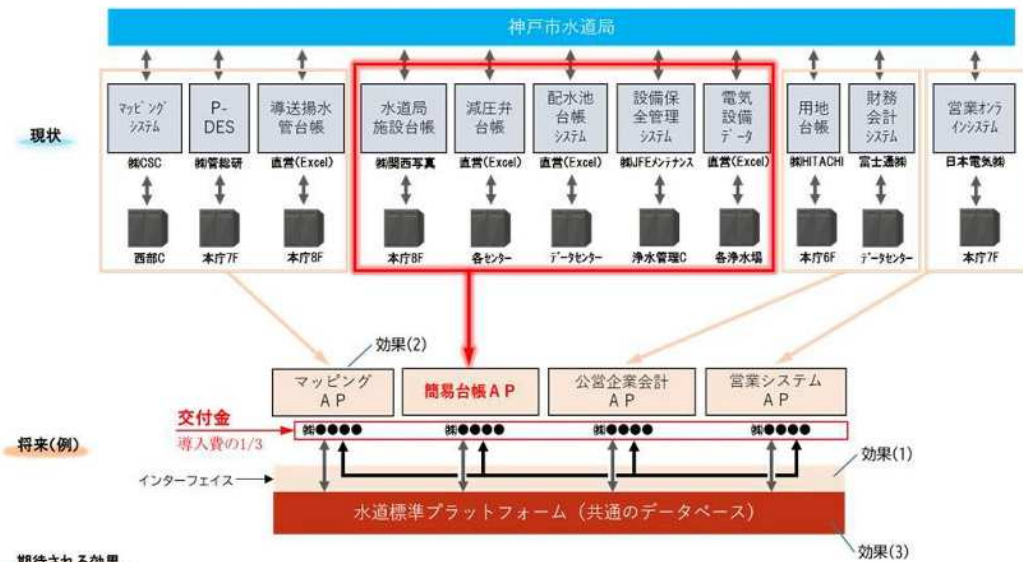 神戸市水道局
現状
マッピング
システム
P-
DES
導送揚水
管台帳
水道局
施設台帳
減圧弁
台帳
配水池
台帳
システム
設備保
全管理
システム
電気
設備
データ
用地
台帳
財務
会計
システム
営業オンラ
インシステム
㈱CSC
㈱管総研
直営(Excel)
㈱関西写真
直営(Excel)
直営(Excel)
㈱JFEメンテナンス
直営(Excel)
㈱HITACHI
富士通㈱
日本電気㈱
西部C
本庁7F
本庁8F
本庁8F
各センター
データセンター
浄水管理C
各浄水場
本庁6F
データセンター
本庁7F
効果(2)
マッピング
AP
簡易台帳AP
公営企業会計
AP
営業システム
AP
交付金
導入費の1/3
㈱●●●●
㈱●●●●
㈱●●●●
㈱●●●●
将来(例)
効果(1)
インターフェイス
水道標準プラットフォーム（共通のデータベース）
効果(3)
期待される効果